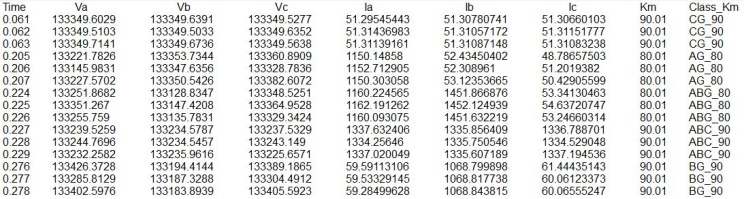 Time Va Vb Vc Ia Ib Ic Km Class_Km
0.061 133349.6029 133349.6391 133349.5277 51.29545443 51.30780741 51.30660103 90.01 CG_90
0.062 133349.5103 133349.5033 133349.6352 51.31436983 51.31057172 51.31151777 90.01 CG_90
0.063 133349.7141 133349.6736 133349.5638 51.31139161 51.31087148 51.31083238 90.01 CG_90
0.205 133221.7826 133353.7344 133360.8909 1150.14858 52.43450402 48.78657503 80.01 AG_80
0.206 133145.9831 133347.6356 133328.7836 1152.712905 52.308961 51.2019382 80.01 AG_80
0.207 133227.5702 133350.5426 133382.6072 1150.303058 53.12353665 50.42905599 80.01 AG_80
0.224 133251.8682 133128.8347 133348.5251 1160.224565 1451.866876 53.34130463 80.01 ABG_80
0.225 133351.267 133147.4208 133364.9528 1162.191262 1452.124939 54.63720747 80.01 ABG_80
0.226 133255.759 133135.7831 133329.3424 1160.093075 1451.632219 53.24660314 80.01 ABG_80
0.227 133239.5259 133234.5787 133237.5329 1337.632406 1335.856409 1336.788701 90.01 ABC_90
0.228 133244.7696 133234.5457 133243.149 1334.25646 1335.750546 1334.529048 90.01 ABC_90
0.229 133232.2582 133235.9616 133225.6571 1337.020049 1335.607189 1337.194536 90.01 ABC_90
0.276 133426.3728 133194.4144 133389.1865 59.59113106 1068.799898 61.44435143 90.01 BG_90
0.277 133285.8129 133187.3288 133304.4912 59.53329145 1068.817738 60.06123373 90.01 BG_90
0.278 133402.5976 133183.8939 133405.5923 59.28499628 1068.843815 60.06555247 90.01 BG_90